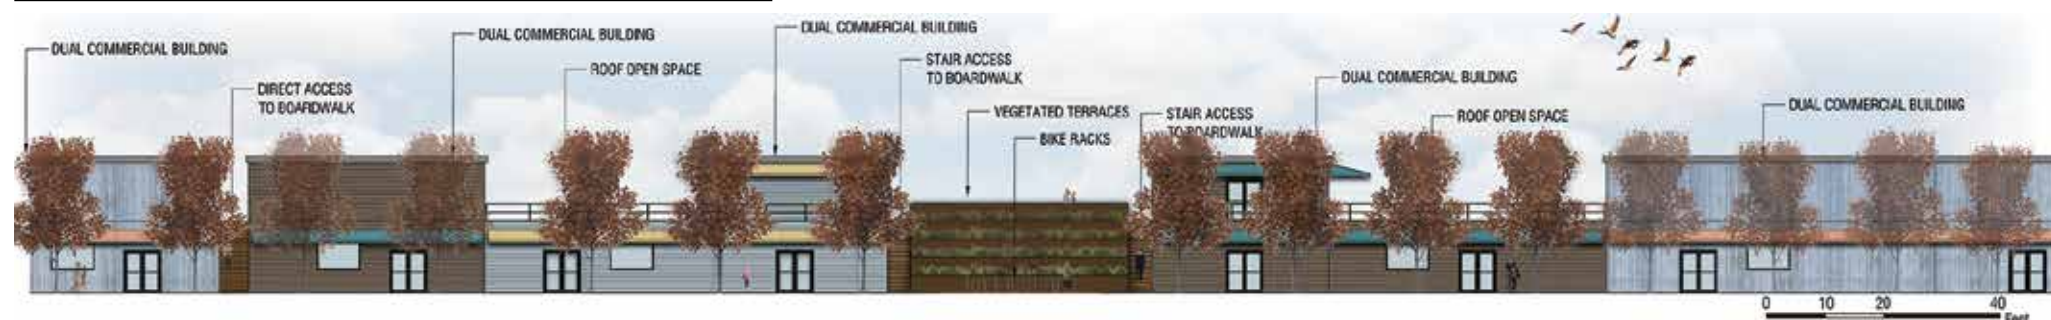 DUAL COMMERCIAL BUILDING
DIRECT ACCESS
TO BOARDWALK
DUAL COMMERCIAL BUILDING
ROOF OPEN SPACE
DUAL COMMERCIAL BUILDING
STAIR ACCESS
TO BOARDWALK
VEGETATED TERRACES
BIKE RACKS
STAIR ACCESS
TO BOARDWALK
DUAL COMMERCIAL BUILDING
ROOF OPEN SPACE
DUAL COMMERCIAL BUILDING
0 10 20 40
Feet